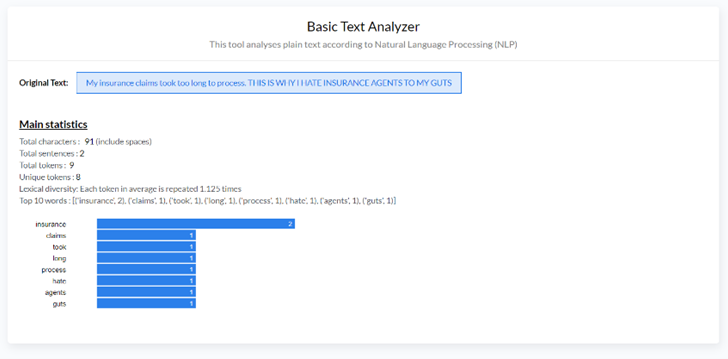 Basic Text Analyzer
This tool analyses plain text according to Natural Language Processing (NLP)
Original Text: My insurance claims took too long to process. THIS IS WHY I HATE INSURANCE AGENTS TO MY GUTS
Main statistics
Total characters : 91 (include spaces)
Total sentences : 2
Total tokens : 9
Unique tokens : 8
Lexical diversity: Each token in average is repeated 1.125 times
Top 10 words : [('insurance', 2), ('claims', 1), ('took', 1), ('long', 1), ('process', 1), ('hate', 1), ('agents', 1), ('guts', 1)]
insurance 2
claims 1
took 1
long 1
process 1
hate 1
agents 1
guts 1